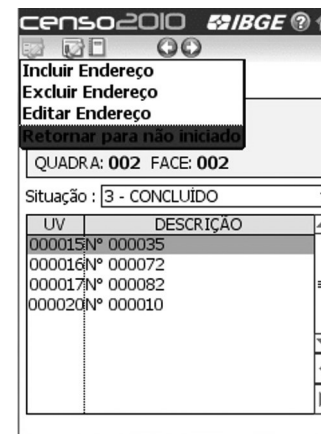 censo2010 IBGE
Incluir Endereço
Excluir Endereço
Editar Endereço
Retornar para não iniciado
QUADRA: 002 FACE: 002
Situação : 3 - CONCLUÍDO
UV DESCRIÇÃO
000015 Nº 000035
000016 Nº 000072
000017 Nº 000082
000020 Nº 000010